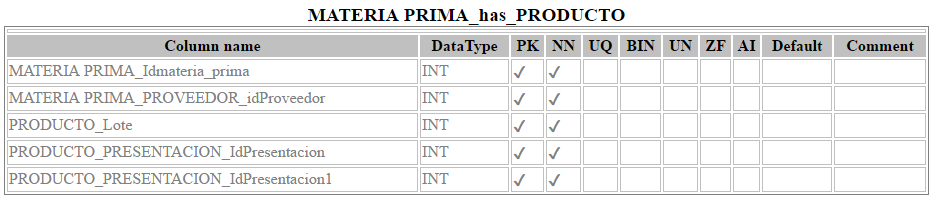 MATERIA PRIMA_has_PRODUCTO
Column name DataType PK NN UQ BIN UN ZF AI Default Comment
MATERIA PRIMA_Idmateria_prima INT ✓ ✓
MATERIA PRIMA_PROVEEDOR_idProveedor INT ✓ ✓
PRODUCTO_Lote INT ✓ ✓
PRODUCTO_PRESENTACION_IdPresentacion INT ✓ ✓
PRODUCTO_PRESENTACION_IdPresentacion1 INT ✓ ✓